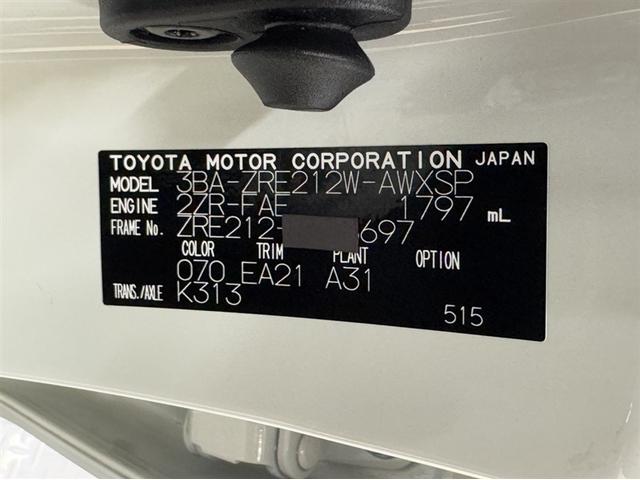 TOYOTA MOTOR CORPORATION JAPAN
MODEL 3BA-ZRE212W-AWXSP
ENGINE 2ZR-FAE 1797 mL
FRAME No. ZRE212- 697
COLOR TRIM PLANT OPTION
070 EA21 A31
TRANS./AXLE K313
515